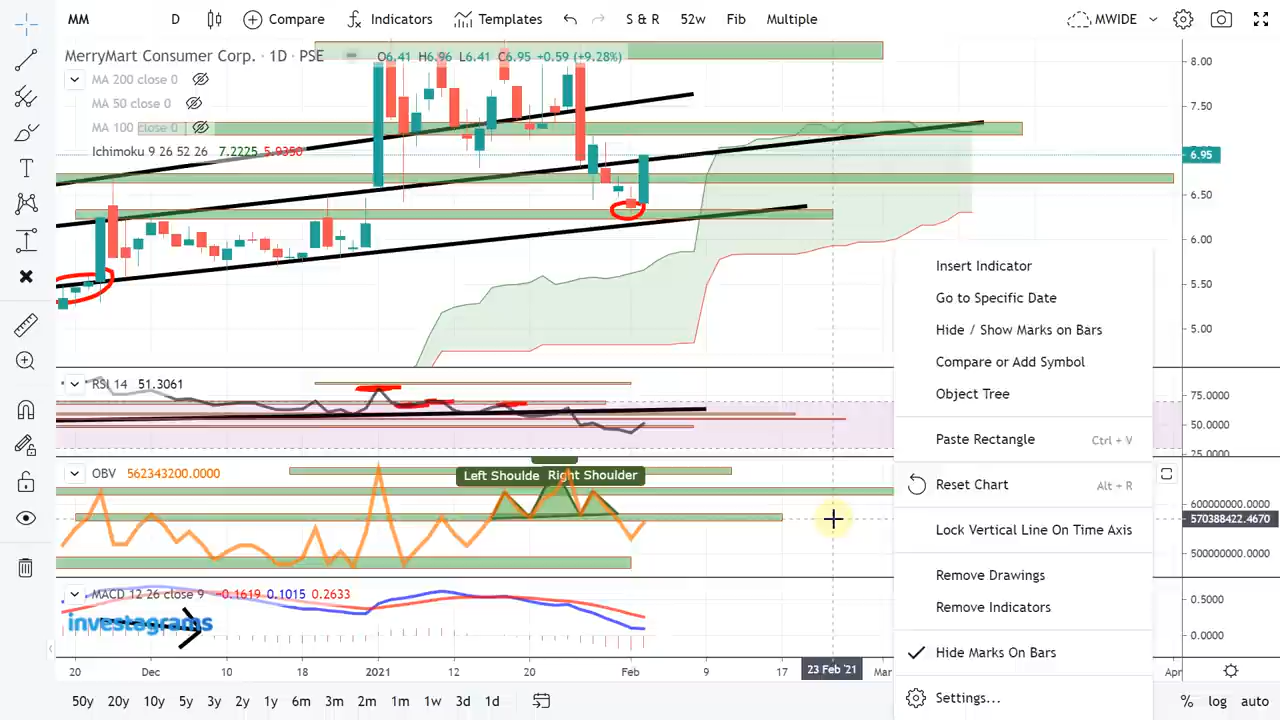 MM D Compare Indicators Templates S & R 52w Fib Multiple MWIDE
MerryMart Consumer Corp. · 1D · PSE O6.41 H6.96 L6.41 C6.95 +0.59 (+9.28%)
MA 200 close 0
MA 50 close 0
MA 100 close 0
Ichimoku 9 26 52 26 7.2225 5.9350
8.00
7.50
6.95
6.50
6.00
5.50
5.00
Insert Indicator
Go to Specific Date
Hide / Show Marks on Bars
Compare or Add Symbol
Object Tree
Paste Rectangle Ctrl + V
Reset Chart Alt + R
Lock Vertical Line On Time Axis
Remove Drawings
Remove Indicators
Hide Marks On Bars
Settings...
RSI 14 51.3061
75.0000
50.0000
25.0000
OBV 562343200.0000
Left Shoulde Right Shoulder
600000000.0000
570388422.4670
500000000.0000
MACD 12 26 close 9 -0.1619 0.1015 0.2633
investagrams
0.5000
0.0000
20 Dec 10 18 2021 12 20 Feb 9 17 23 Feb '21 Mar Apr
50y 20y 10y 5y 3y 2y 1y 6m 3m 2m 1m 1w 3d 1d % log auto